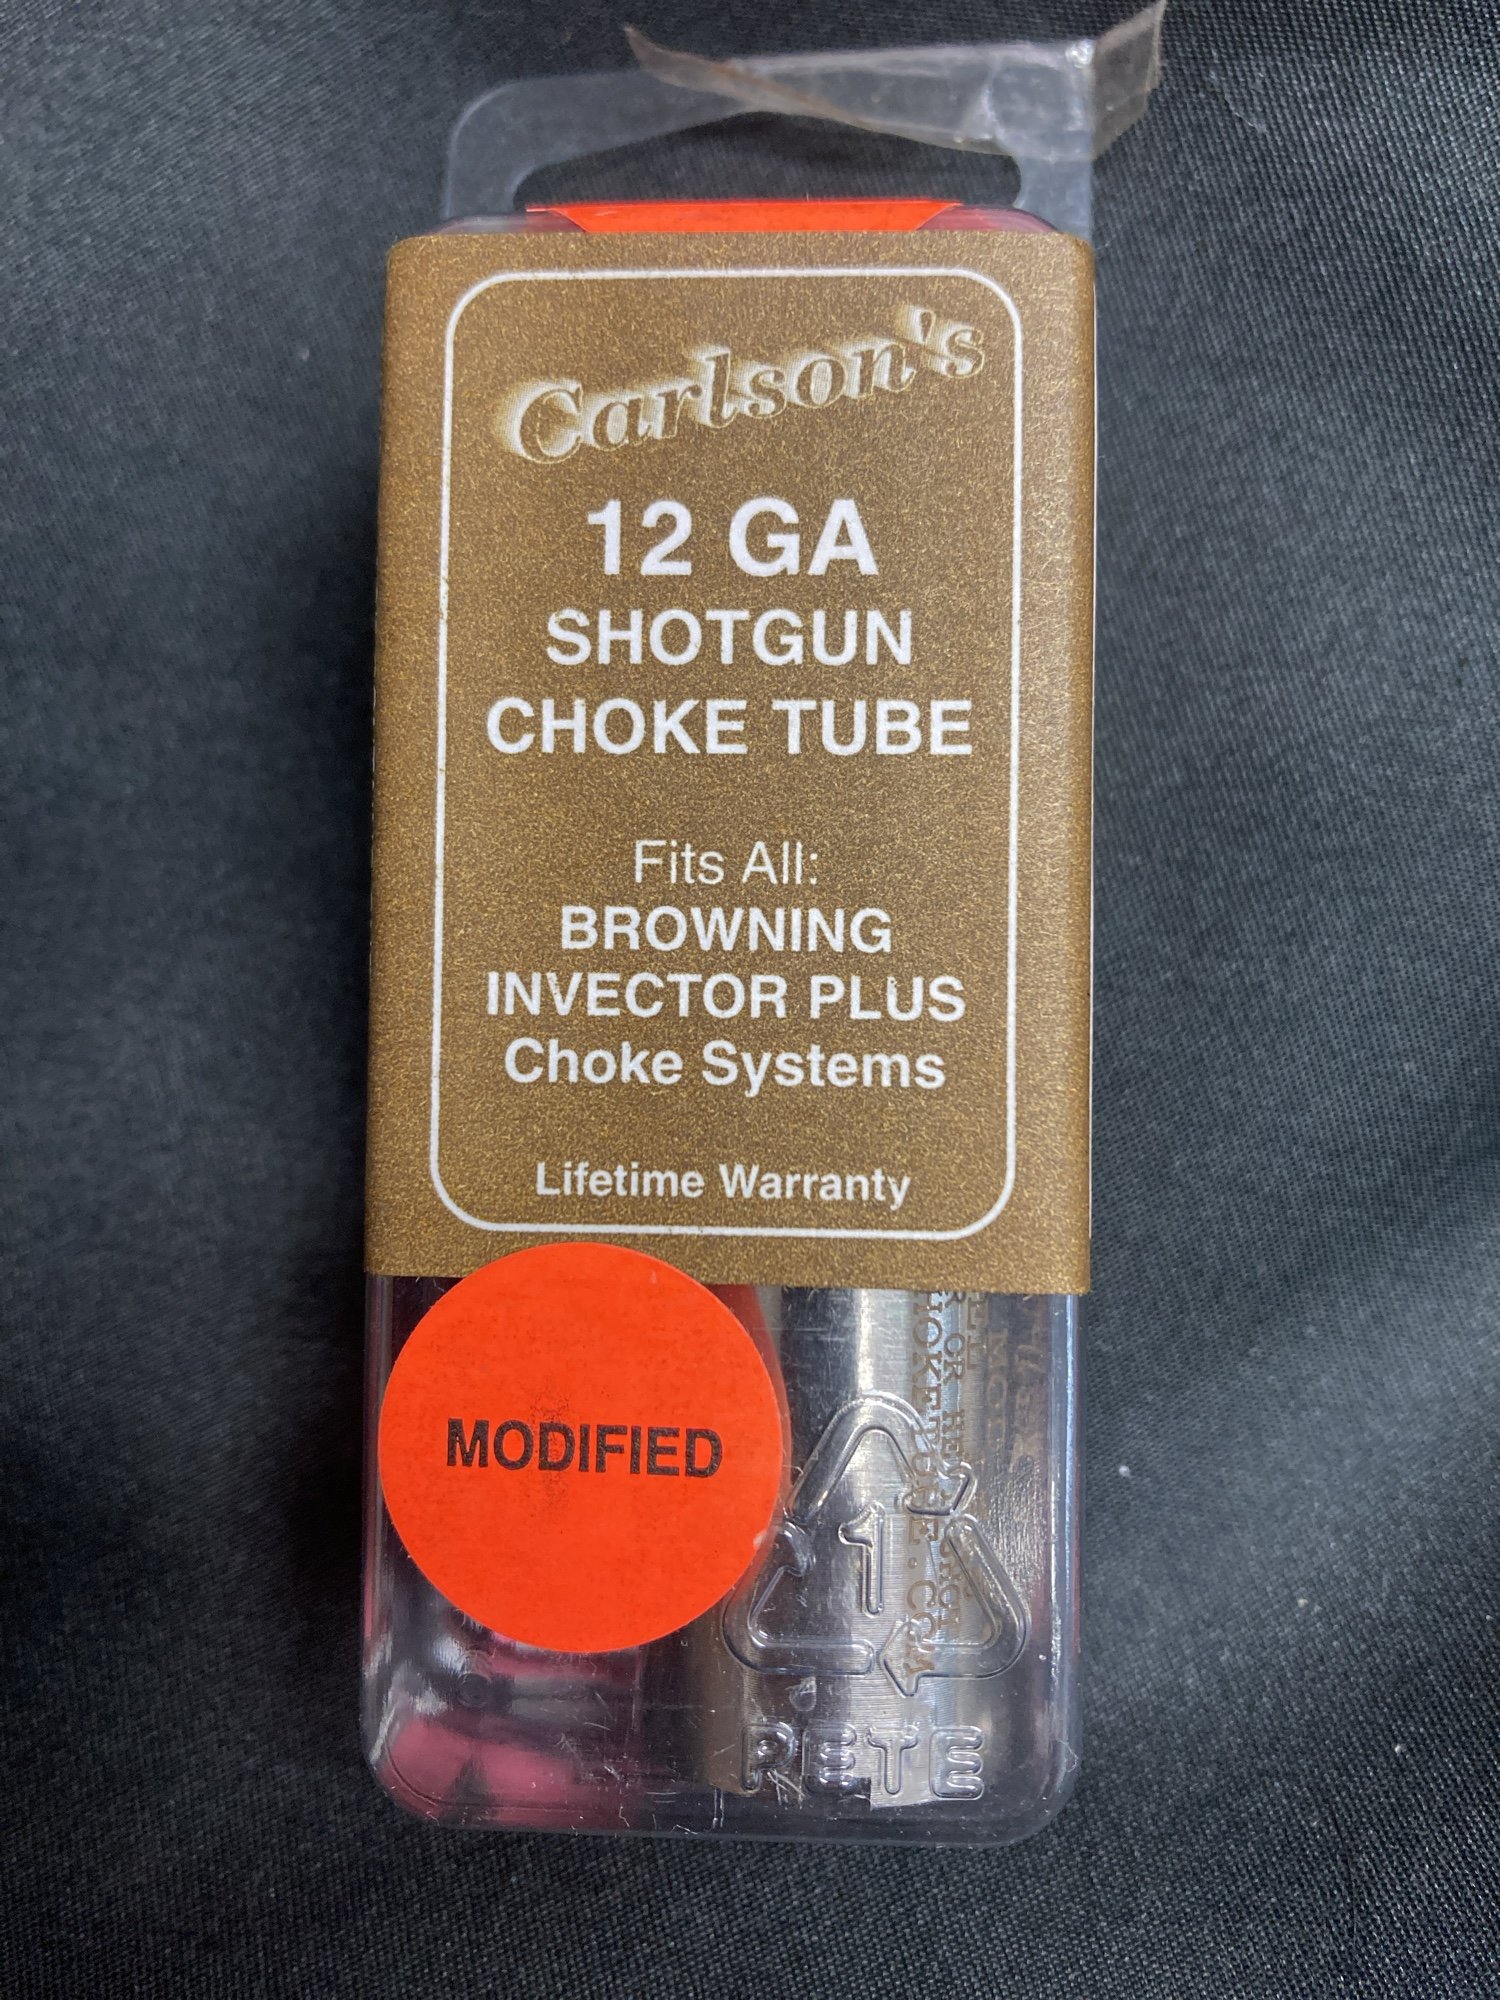 Carlson's
12 GA
SHOTGUN
CHOKE TUBE
Fits All:
BROWNING
INVECTOR PLUS
Choke Systems
Lifetime Warranty
MODIFIED
1
PETE